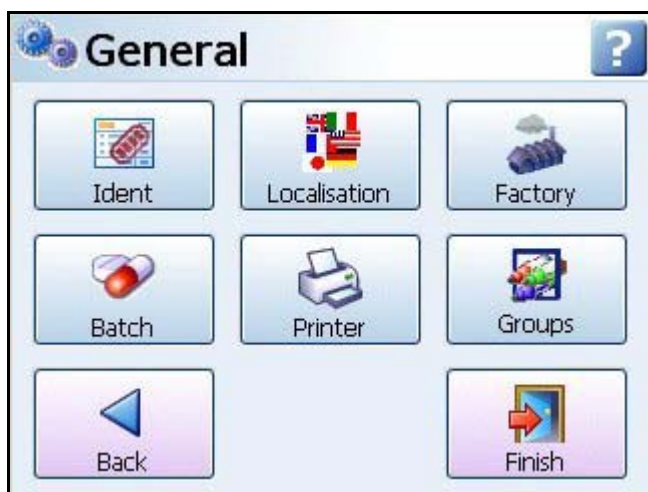 General
?
Ident
Localisation
Factory
Batch
Printer
Groups
Back
Finish